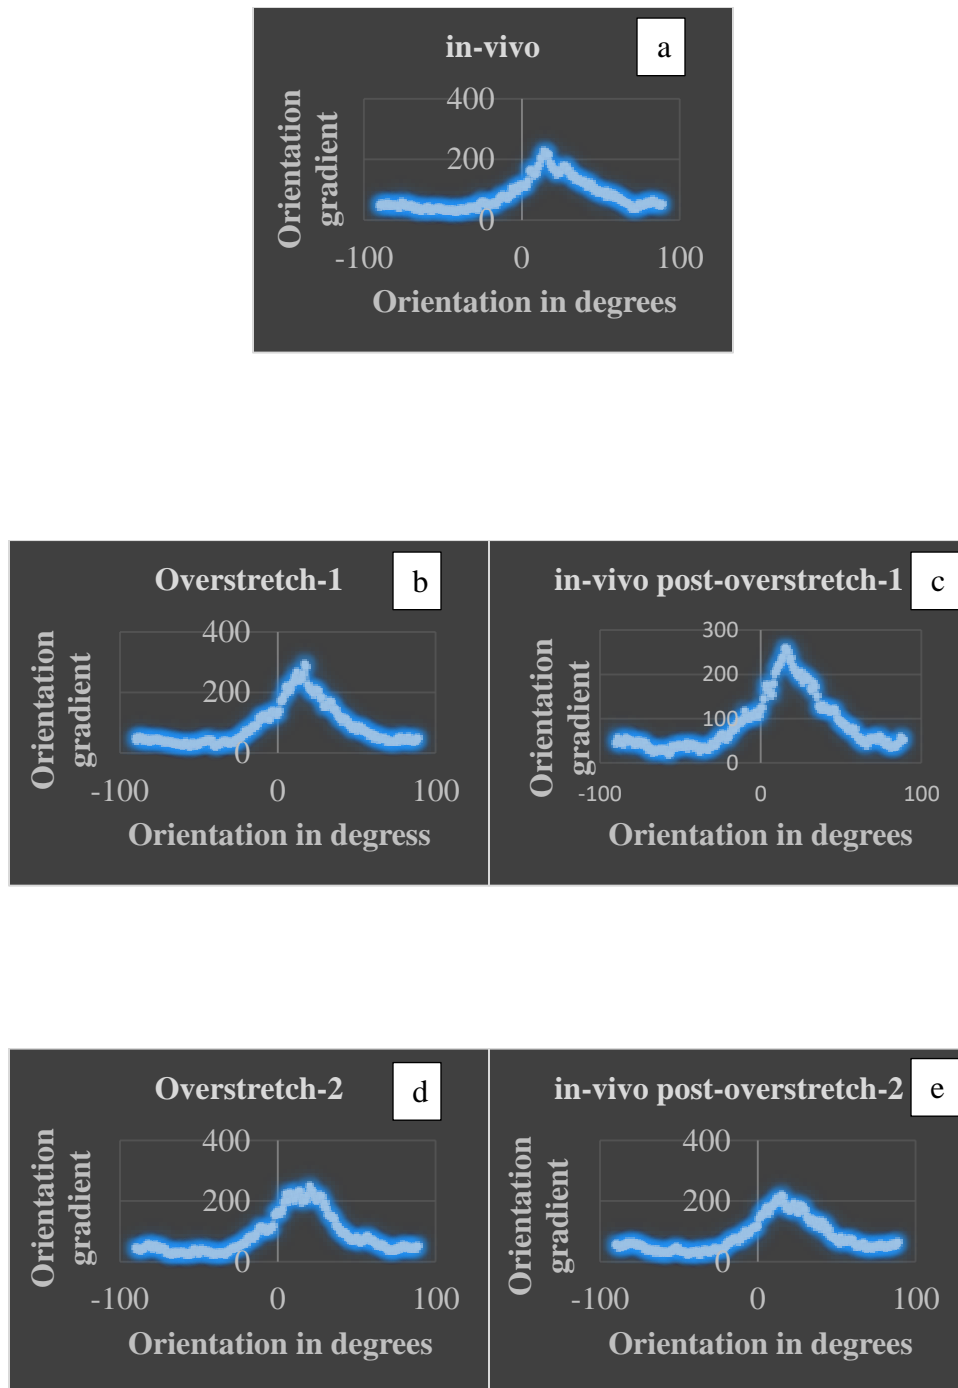 in-vivo
a
Orientation
gradient
400
200
0
-100 0 100
Orientation in degrees
Overstretch-1
b
Orientation
gradient
400
200
0
-100 0 100
Orientation in degress
in-vivo post-overstretch-1
c
Orientation
gradient
300
200
100
0
-100 0 100
Orientation in degrees
Overstretch-2
d
Orientation
gradient
400
200
0
-100 0 100
Orientation in degrees
in-vivo post-overstretch-2
e
Orientation
gradient
400
200
0
-100 0 100
Orientation in degrees